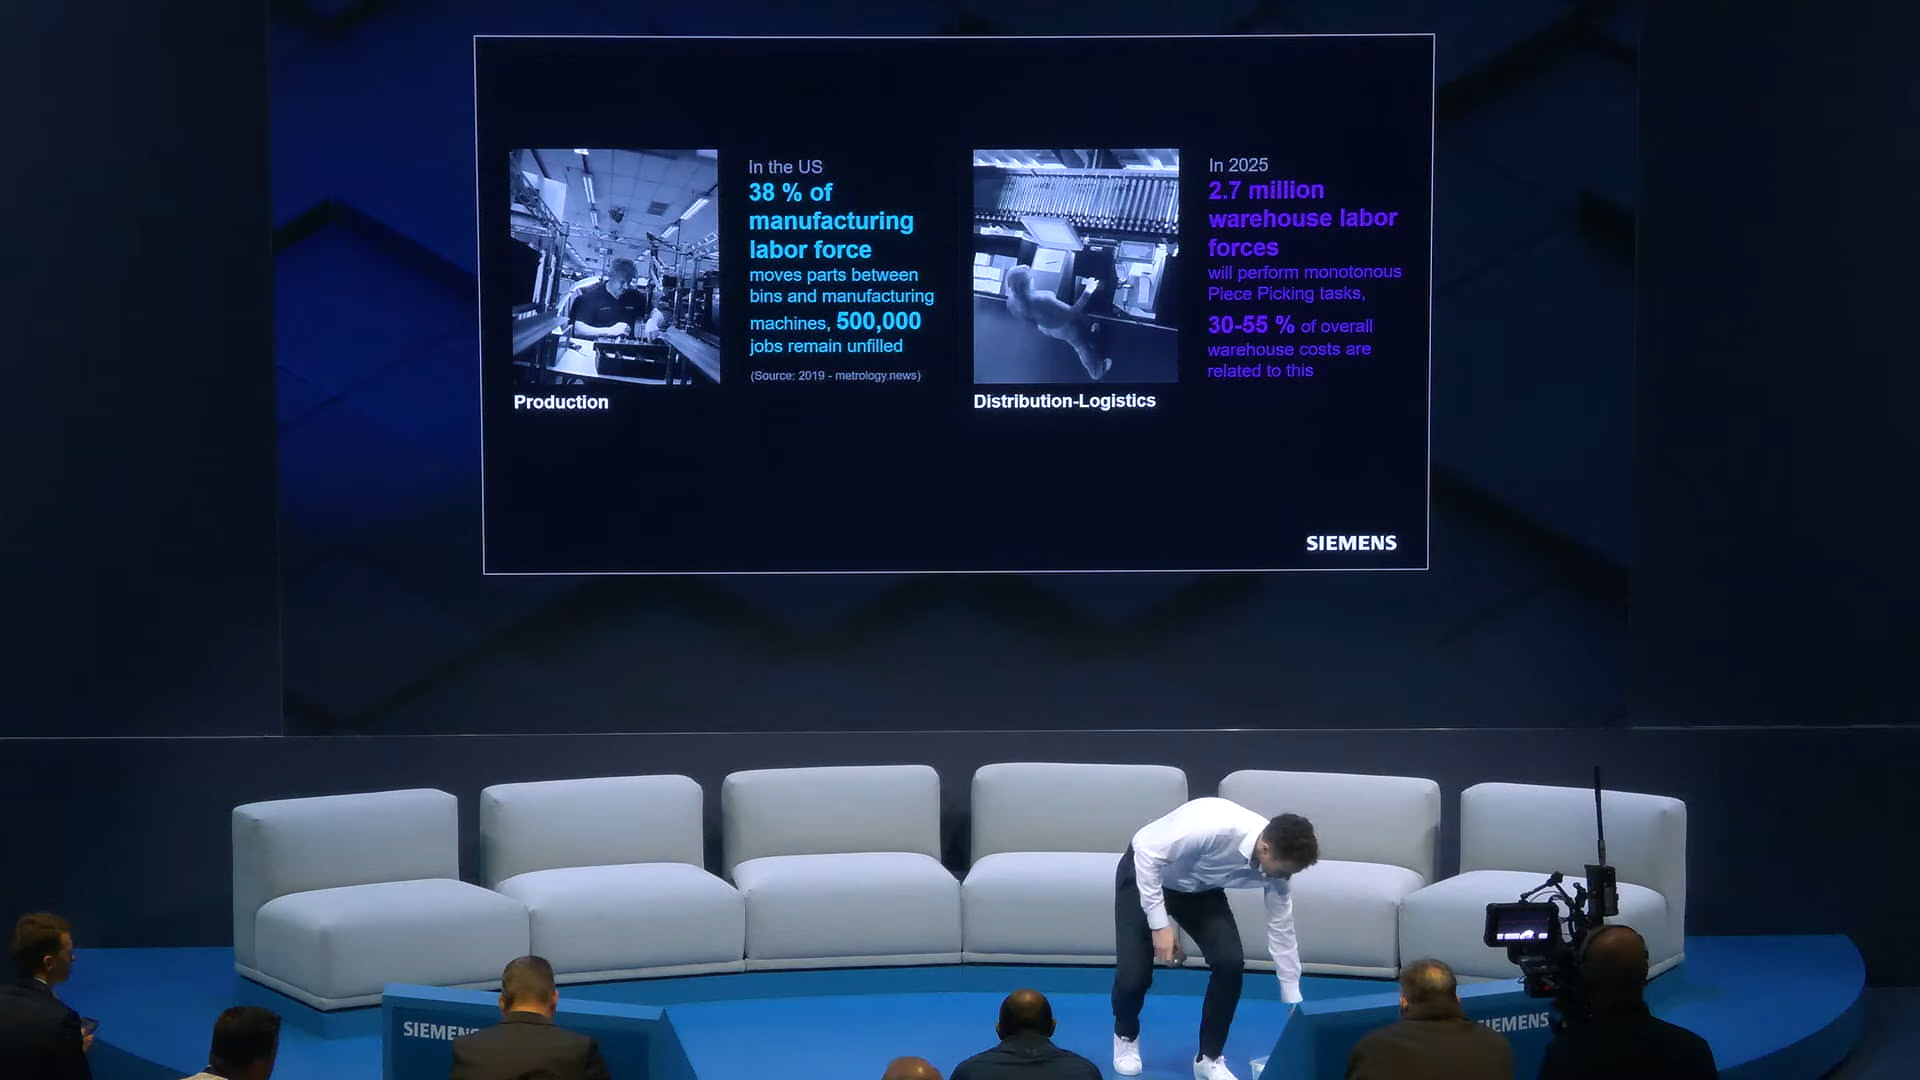 In the US
38 % of
manufacturing
labor force
moves parts between
bins and manufacturing
machines, 500,000
jobs remain unfilled
(Source: 2019 - metrology.news)
Production
In 2025
2.7 million
warehouse labor
forces
will perform monotonous
Piece Picking tasks,
30-55 % of overall
warehouse costs are
related to this
Distribution-Logistics
SIEMENS
SIEMENS
SIEMENS